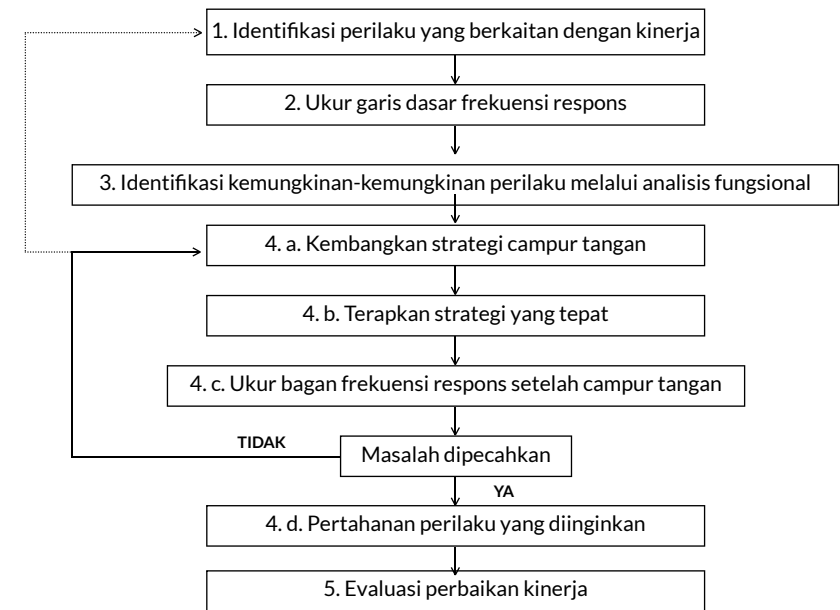 1. Identifikasi perilaku yang berkaitan dengan kinerja
2. Ukur garis dasar frekuensi respons
3. Identifikasi kemungkinan-kemungkinan perilaku melalui analisis fungsional
4. a. Kembangkan strategi campur tangan
4. b. Terapkan strategi yang tepat
4. c. Ukur bagan frekuensi respons setelah campur tangan
TIDAK
Masalah dipecahkan
YA
4. d. Pertahanan perilaku yang diinginkan
5. Evaluasi perbaikan kinerja